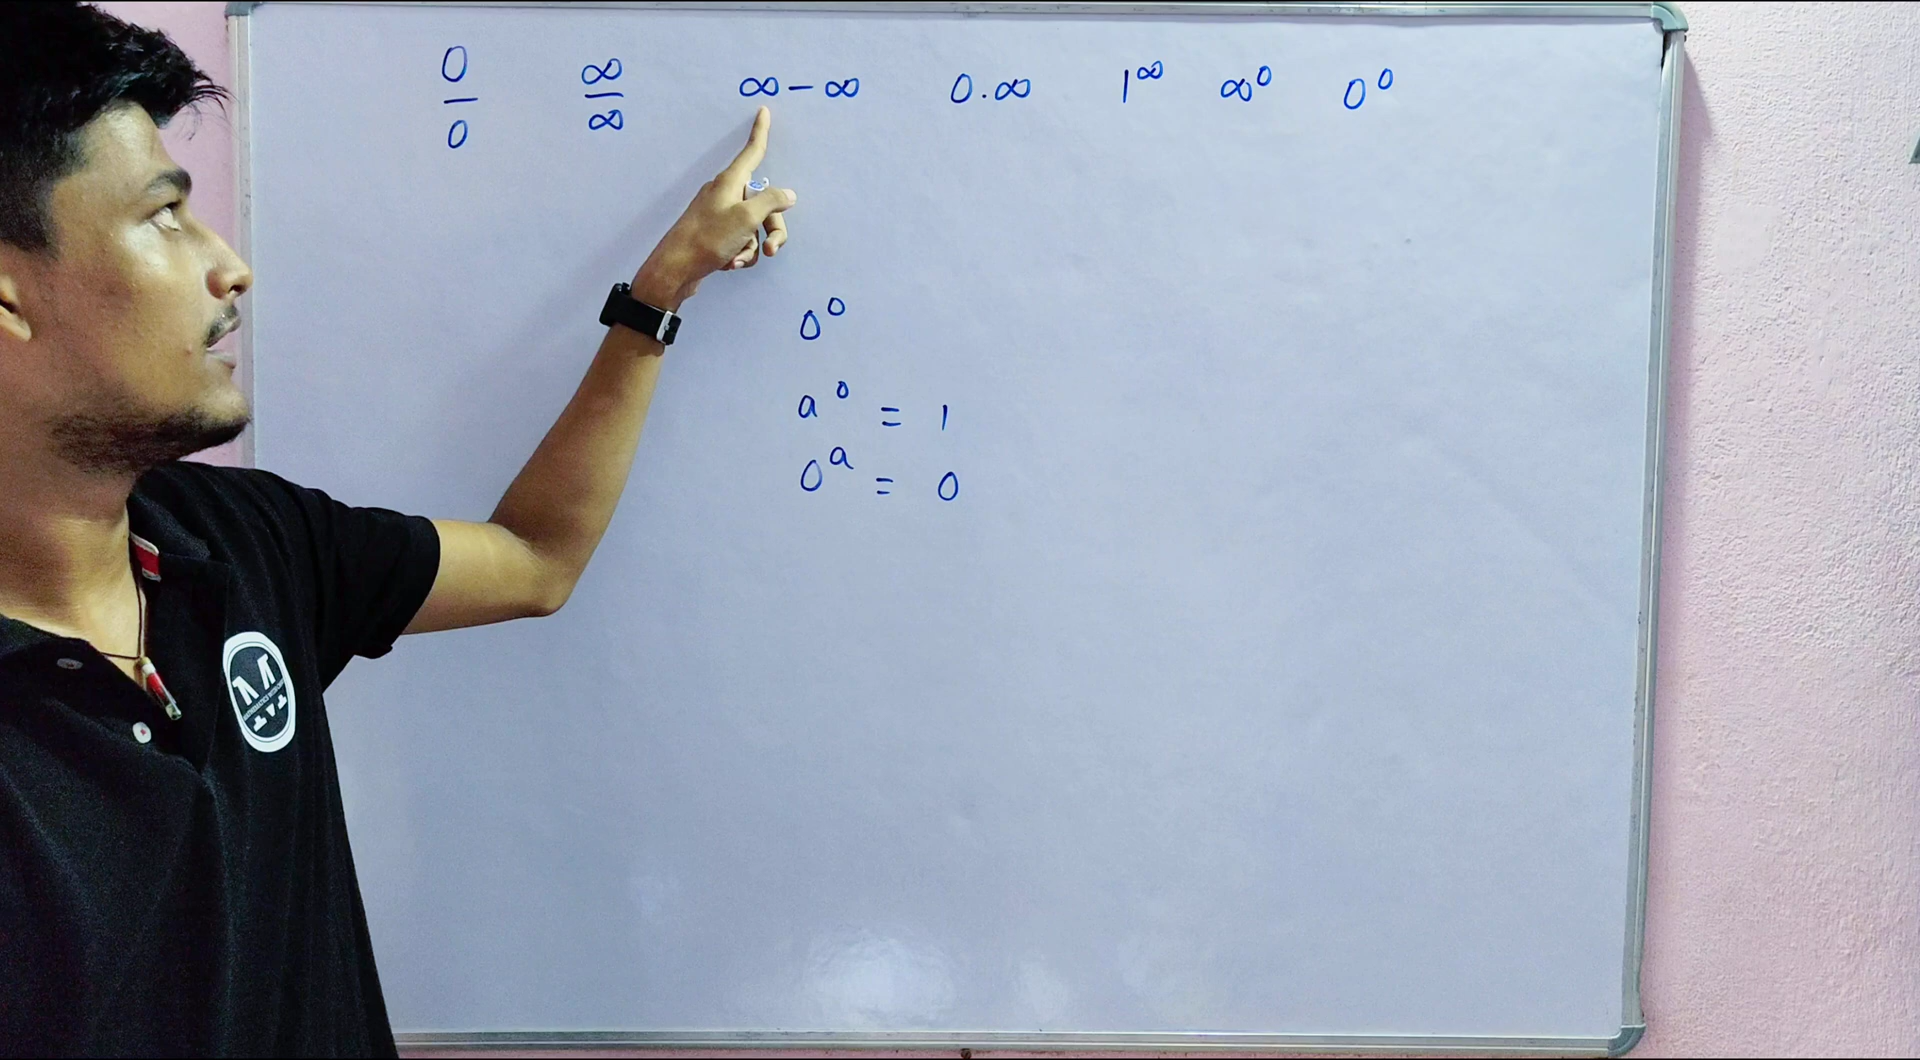 0/0 ∞/∞ ∞ - ∞ 0.∞ 1^∞ ∞^0 0^0
0^0
a^0 = 1
0^a = 0